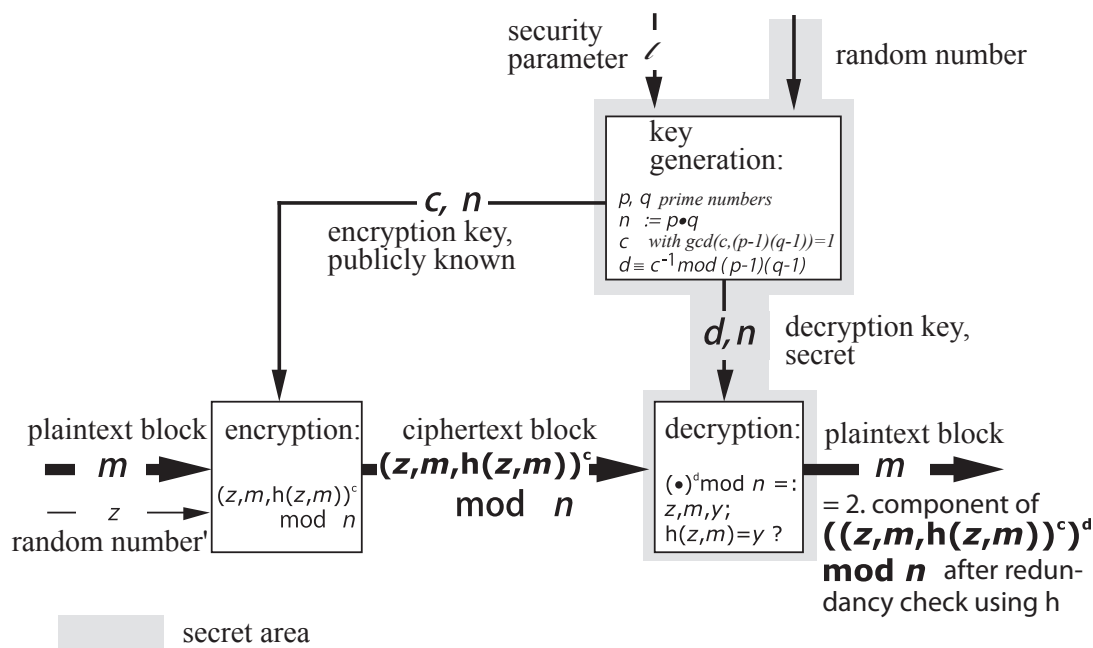 security
parameter ℓ
random number
key
generation:
p, q prime numbers
n := p•q
c with gcd(c,(p-1)(q-1))=1
d ≡ c⁻¹ mod (p-1)(q-1)
c, n
encryption key,
publicly known
d, n
decryption key,
secret
plaintext block
m
z
random number'
encryption:
(z,m,h(z,m))ᶜ
mod n
ciphertext block
(z,m,h(z,m))ᶜ
mod n
decryption:
(•)ᵈ mod n =:
z,m,y;
h(z,m)=y ?
plaintext block
m
= 2. component of
((z,m,h(z,m))ᶜ)ᵈ
mod n after redun-
dancy check using h
secret area